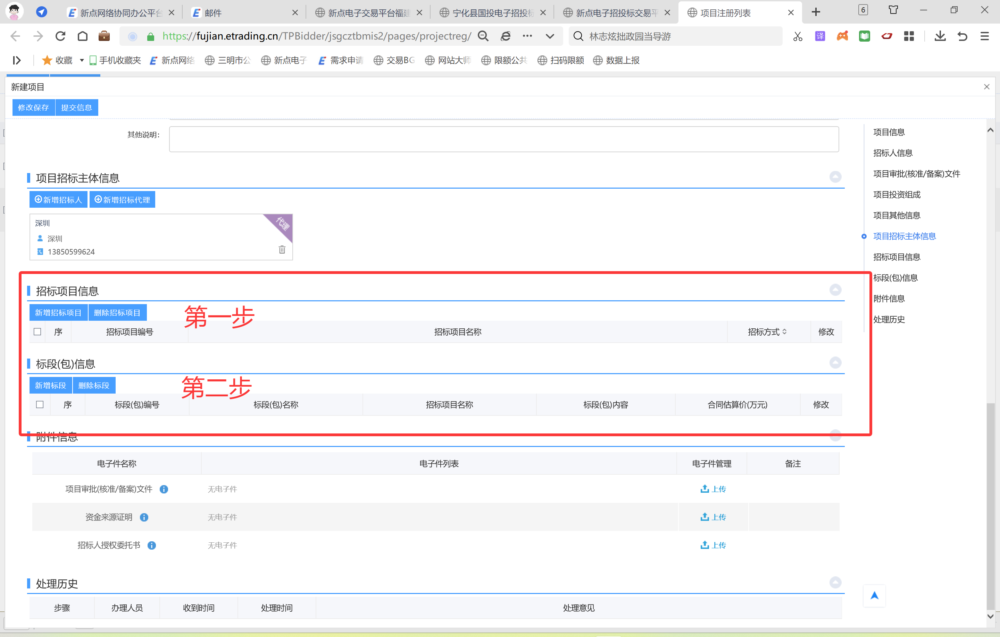 新点网络协同办公平台
邮件
新点电子交易平台福建
宁化县国投电子招投标
新点电子招投标交易平
项目注册列表
6
https://fujian.etrading.cn/TPBidder/jsgcztbmis2/pages/projectreg/
林志炫拙政园当导游
译
收藏
手机收藏夹
新点网络
三明市公
新点电子
需求申请
交易BG
网站大师
限额公共
扫码限额
数据上报
新建项目
修改保存
提交信息
其他说明：
项目信息
招标人信息
项目审批(核准/备案)文件
项目投资组成
项目其他信息
项目招标主体信息
招标项目信息
标段(包)信息
附件信息
处理历史
项目招标主体信息
新增招标人
新增招标代理
深圳
代理
深圳
13850599624
招标项目信息
新增招标项目
删除招标项目
第一步
序
招标项目编号
招标项目名称
招标方式
修改
标段(包)信息
新增标段
删除标段
第二步
序
标段(包)编号
标段(包)名称
招标项目名称
标段(包)内容
合同估算价(万元)
修改
附件信息
电子件名称
电子件列表
电子件管理
备注
项目审批(核准/备案)文件
无电子件
上传
资金来源证明
无电子件
上传
招标人授权委托书
无电子件
上传
处理历史
步骤
办理人员
收到时间
处理时间
处理意见